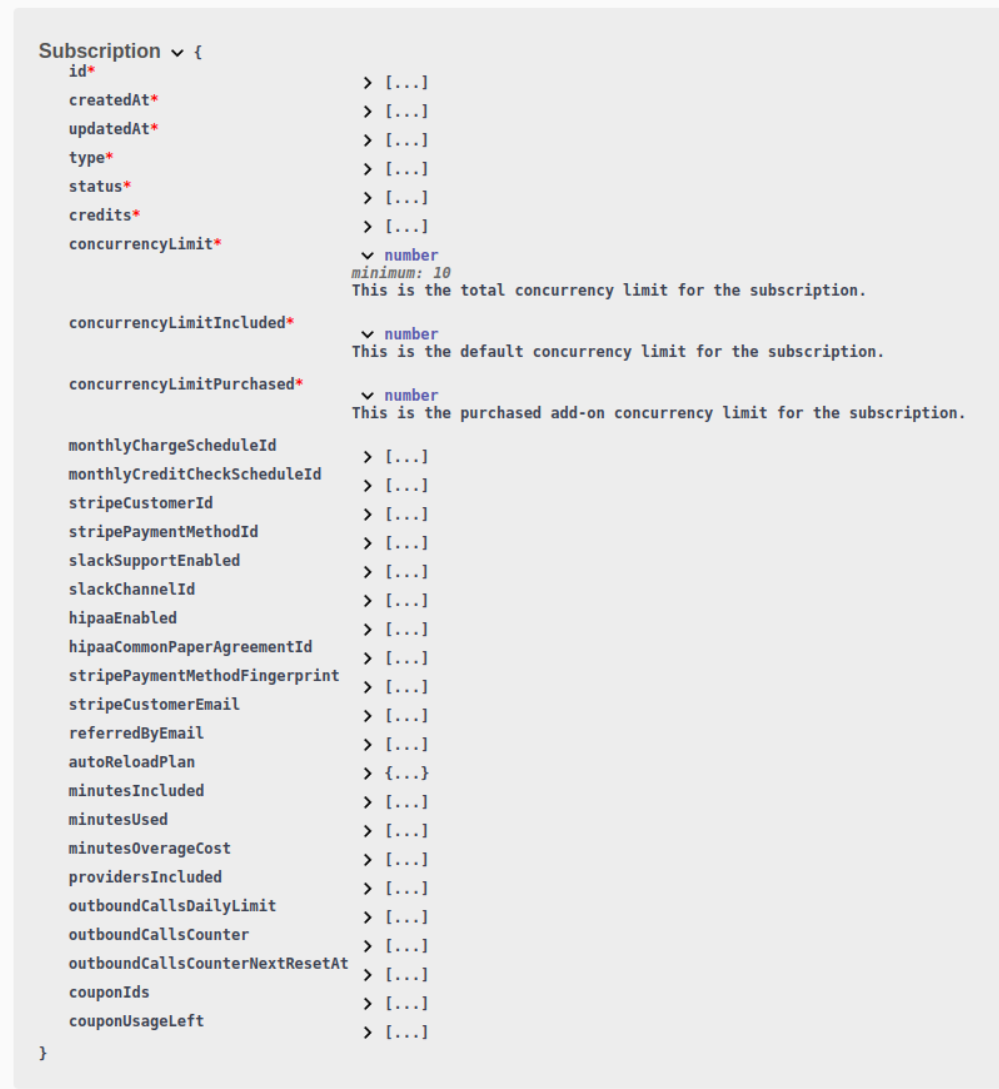 Subscription {
id*
[...]
createdAt*
[...]
updatedAt*
[...]
type*
[...]
status*
[...]
credits*
[...]
concurrencyLimit*
number
minimum: 10
This is the total concurrency limit for the subscription.
concurrencyLimitIncluded*
number
This is the default concurrency limit for the subscription.
concurrencyLimitPurchased*
number
This is the purchased add-on concurrency limit for the subscription.
monthlyChargeScheduleId
[...]
monthlyCreditCheckScheduleId
[...]
stripeCustomerId
[...]
stripePaymentMethodId
[...]
slackSupportEnabled
[...]
slackChannelId
[...]
hipaaEnabled
[...]
hipaaCommonPaperAgreementId
[...]
stripePaymentMethodFingerprint
[...]
stripeCustomerEmail
[...]
referredByEmail
[...]
autoReloadPlan
{...}
minutesIncluded
[...]
minutesUsed
[...]
minutesOverageCost
[...]
providersIncluded
[...]
outboundCallsDailyLimit
[...]
outboundCallsCounter
[...]
outboundCallsCounterNextResetAt
[...]
couponIds
[...]
couponUsageLeft
[...]
}